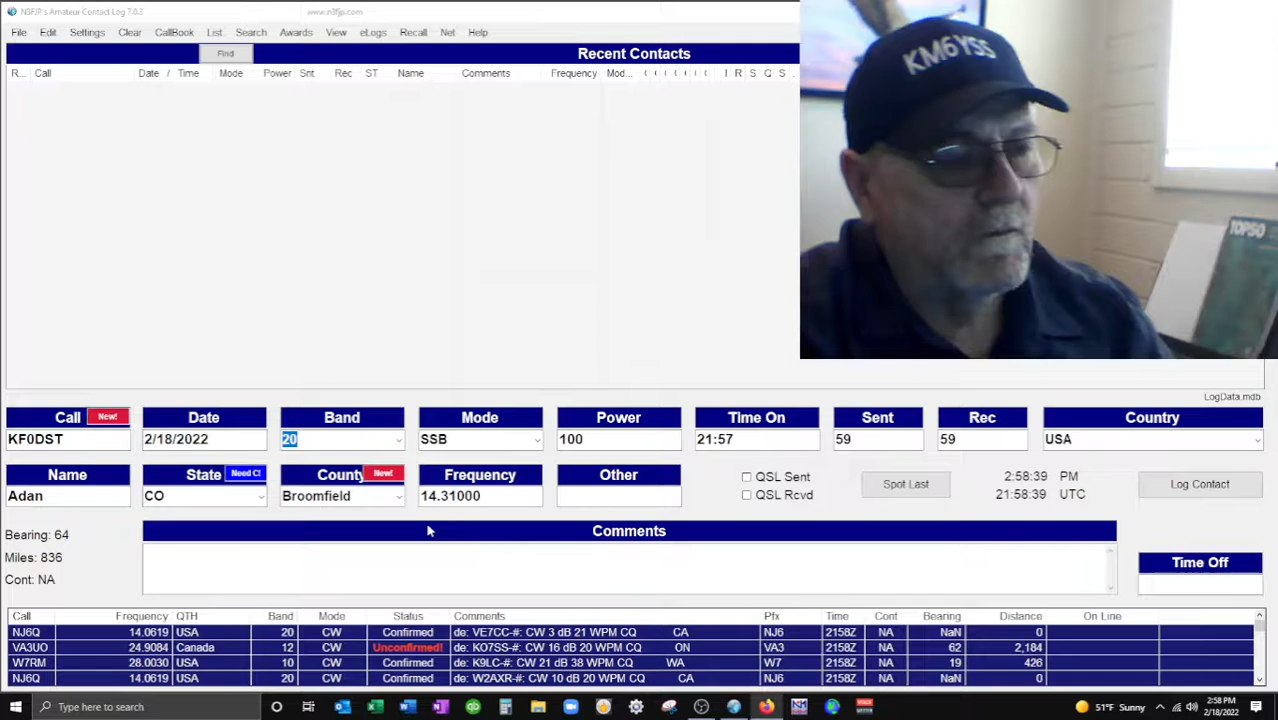 N3FJP's Amateur Contact Log 7.0.3 www.n3fjp.com
File Edit Settings Clear CallBook List Search Awards View eLogs Recall Net Help
Find Recent Contacts
R... Call Date / Time Mode Power Snt Rec ST Name Comments Frequency Mod... I R S Q S
KM6YSS
TOPSO
LogData.mdb
Call New! Date Band Mode Power Time On Sent Rec Country
KF0DST 2/18/2022 20 SSB 100 21:57 59 59 USA
Name State Need C! County New! Frequency Other
Adan CO Broomfield 14.31000
QSL Sent
QSL Rcvd
Spot Last
2:58:39 PM
21:58:39 UTC
Log Contact
Bearing: 64
Miles: 836
Cont: NA
Comments
Time Off
Call Frequency QTH Band Mode Status Comments Pfx Time Cont Bearing Distance On Line
NJ6Q 14.0619 USA 20 CW Confirmed de: VE7CC-#: CW 3 dB 21 WPM CQ CA NJ6 2158Z NA NaN 0
VA3UO 24.9084 Canada 12 CW Unconfirmed! de: KO7SS-#: CW 16 dB 20 WPM CQ ON VA3 2158Z NA 62 2,184
W7RM 28.0030 USA 10 CW Confirmed de: K9LC-#: CW 21 dB 38 WPM CQ WA W7 2158Z NA 19 426
NJ6Q 14.0619 USA 20 CW Confirmed de: W2AXR-#: CW 10 dB 20 WPM CQ CA NJ6 2158Z NA NaN 0
Type here to search
51°F Sunny
2:58 PM
2/18/2022